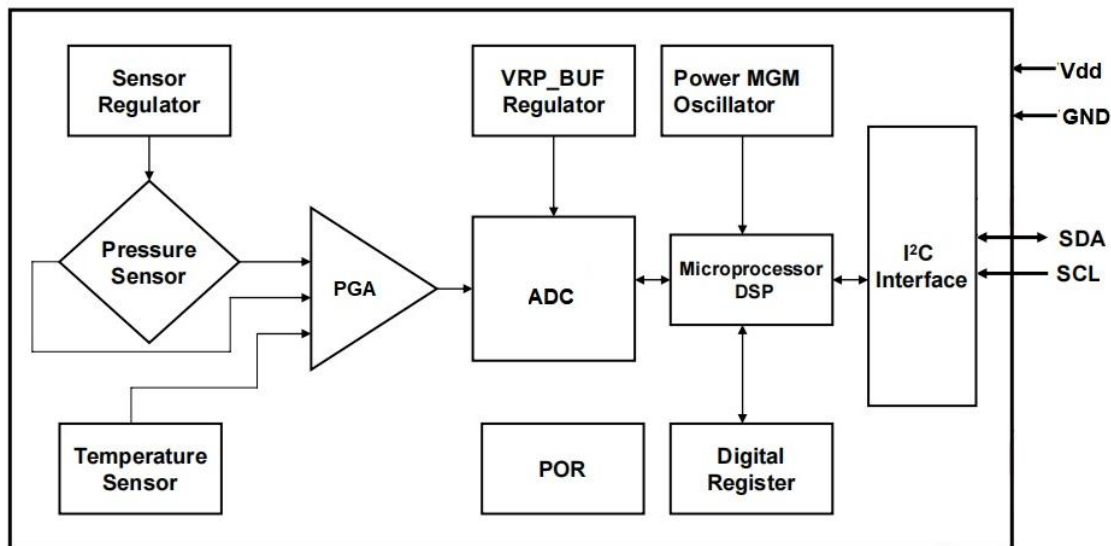 Sensor
Regulator
VRP_BUF
Regulator
Power MGM
Oscillator
Vdd
GND
Pressure
Sensor
PGA
ADC
Microprocessor
DSP
I²C
Interface
SDA
SCL
Temperature
Sensor
POR
Digital
Register